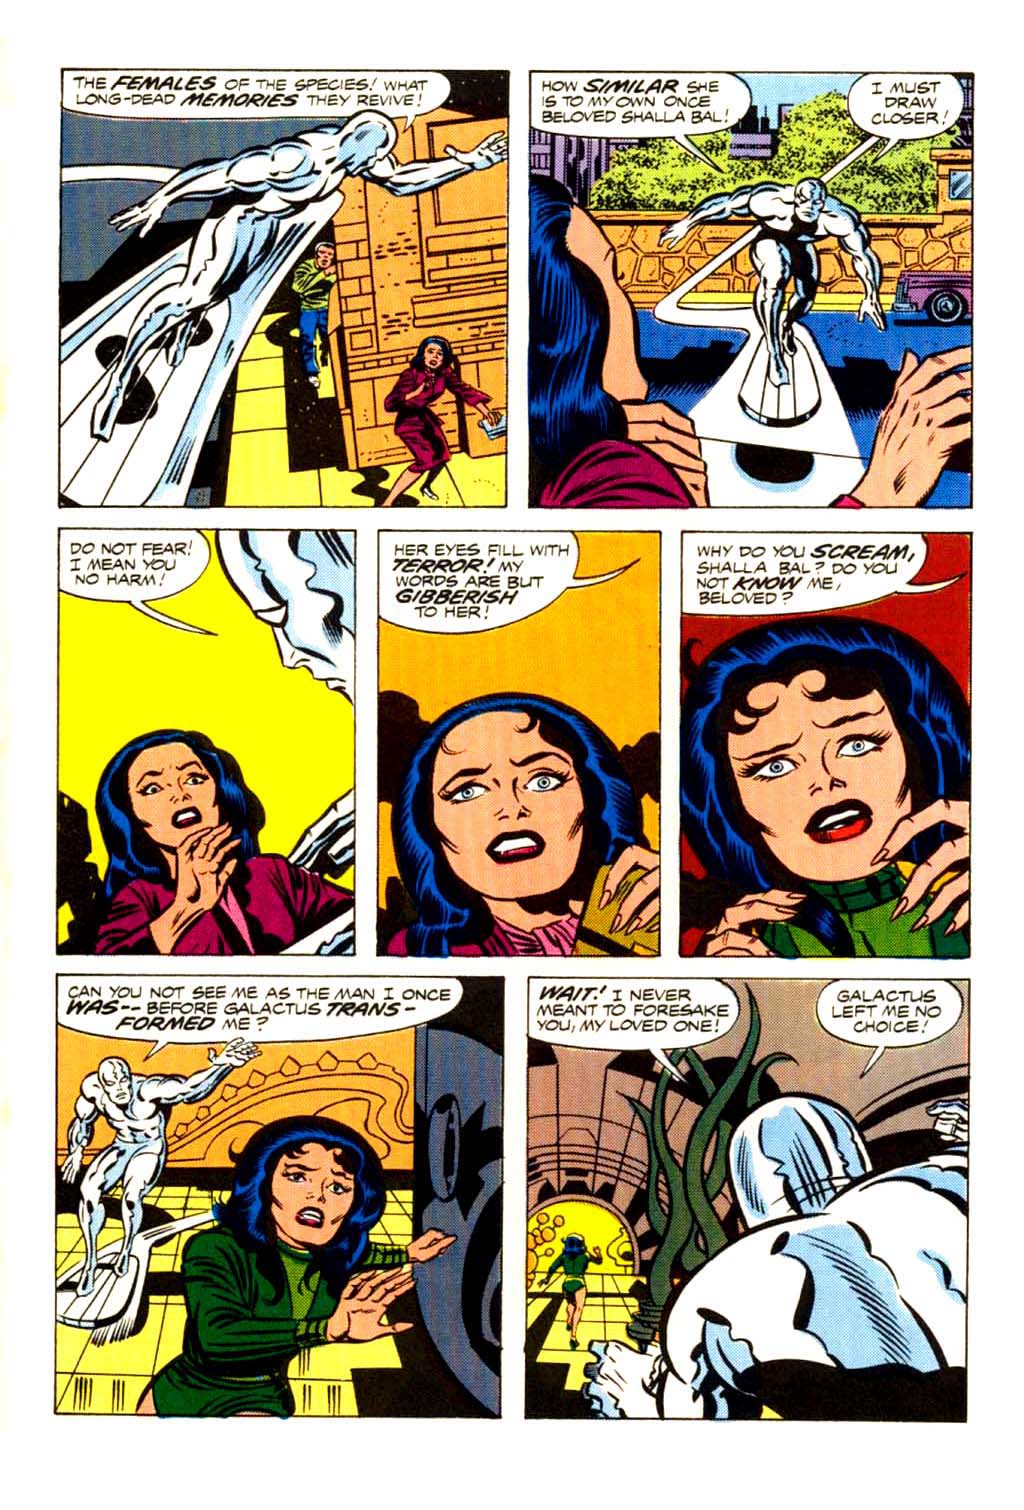 THE FEMALES OF THE SPECIES! WHAT
LONG-DEAD MEMORIES THEY REVIVE!
HOW SIMILAR SHE
IS TO MY OWN ONCE
BELOVED SHALLA BAL!
I MUST
DRAW
CLOSER!
DO NOT FEAR!
I MEAN YOU
NO HARM!
HER EYES FILL WITH
TERROR! MY
WORDS ARE BUT
GIBBERISH
TO HER!
WHY DO YOU SCREAM,
SHALLA BAL? DO YOU
NOT KNOW ME,
BELOVED?
CAN YOU NOT SEE ME AS THE MAN I ONCE
WAS-- BEFORE GALACTUS TRANS-
FORMED ME?
WAIT! I NEVER
MEANT TO FORESAKE
YOU, MY LOVED ONE!
GALACTUS
LEFT ME NO
CHOICE!